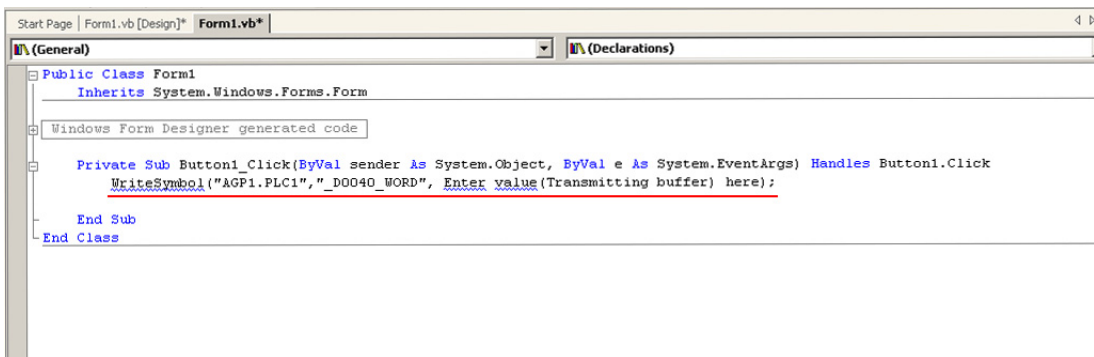 Start Page Form1.vb [Design]* Form1.vb*
(General) (Declarations)
Public Class Form1
Inherits System.Windows.Forms.Form
Windows Form Designer generated code
Private Sub Button1_Click(ByVal sender As System.Object, ByVal e As System.EventArgs) Handles Button1.Click
WriteSymbol("AGP1.PLC1","_D0040_WORD", Enter value(Transmitting buffer) here);
End Sub
End Class